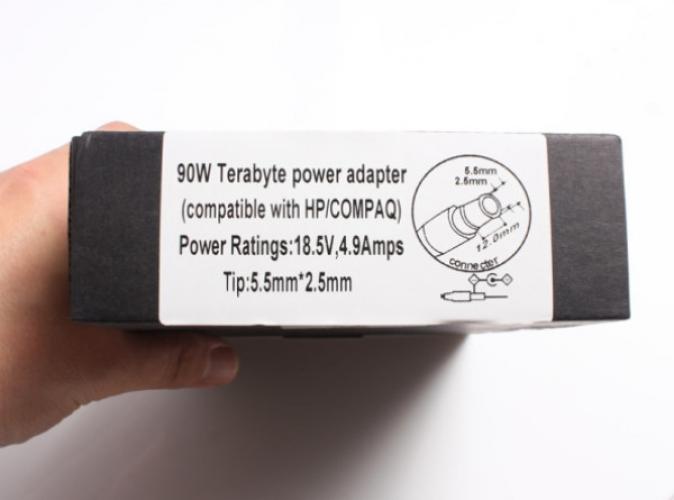 90W Terabyte power adapter
(compatible with HP/COMPAQ)
Power Ratings:18.5V,4.9Amps
Tip:5.5mm*2.5mm
5.5mm
2.5mm
12.0mm
connecter